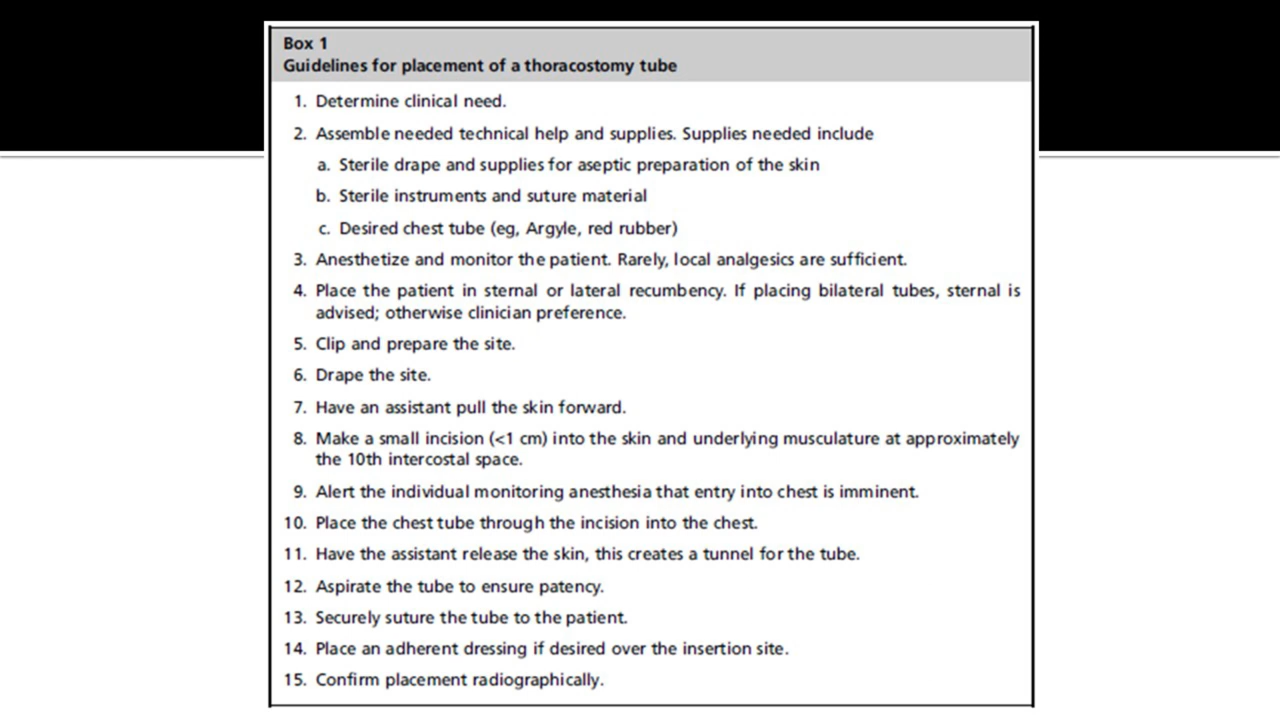 Box 1
Guidelines for placement of a thoracostomy tube
1. Determine clinical need.
2. Assemble needed technical help and supplies. Supplies needed include
a. Sterile drape and supplies for aseptic preparation of the skin
b. Sterile instruments and suture material
c. Desired chest tube (eg, Argyle, red rubber)
3. Anesthetize and monitor the patient. Rarely, local analgesics are sufficient.
4. Place the patient in sternal or lateral recumbency. If placing bilateral tubes, sternal is
advised; otherwise clinician preference.
5. Clip and prepare the site.
6. Drape the site.
7. Have an assistant pull the skin forward.
8. Make a small incision (<1 cm) into the skin and underlying musculature at approximately
the 10th intercostal space.
9. Alert the individual monitoring anesthesia that entry into chest is imminent.
10. Place the chest tube through the incision into the chest.
11. Have the assistant release the skin, this creates a tunnel for the tube.
12. Aspirate the tube to ensure patency.
13. Securely suture the tube to the patient.
14. Place an adherent dressing if desired over the insertion site.
15. Confirm placement radiographically.